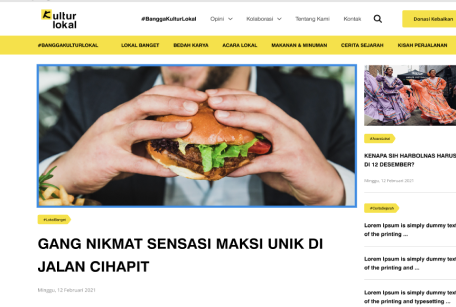 Kultur
lokal
#BanggaKulturLokal Opini Kolaborasi Tentang Kami Kontak Donasi Kebaikan
#BANGGAKULTURLOKAL LOKAL BANGET BEDAH KARYA ACARA LOKAL MAKANAN & MINUMAN CERITA SEJARAH KISAH PERJALANAN
#LokalBanget
GANG NIKMAT SENSASI MAKSI UNIK DI
JALAN CIHAPIT
Minggu, 12 Februari 2021
KENAPA SIH HARBOLNAS HARUS
DI 12 DESEMBER?
Minggu, 12 Februari 2021
Lorem Ipsum is simply dummy text
of the printing ...
Lorem Ipsum is simply dummy text
of the printing and ...
Lorem Ipsum is simply dummy text
of the printing and typesetting ...